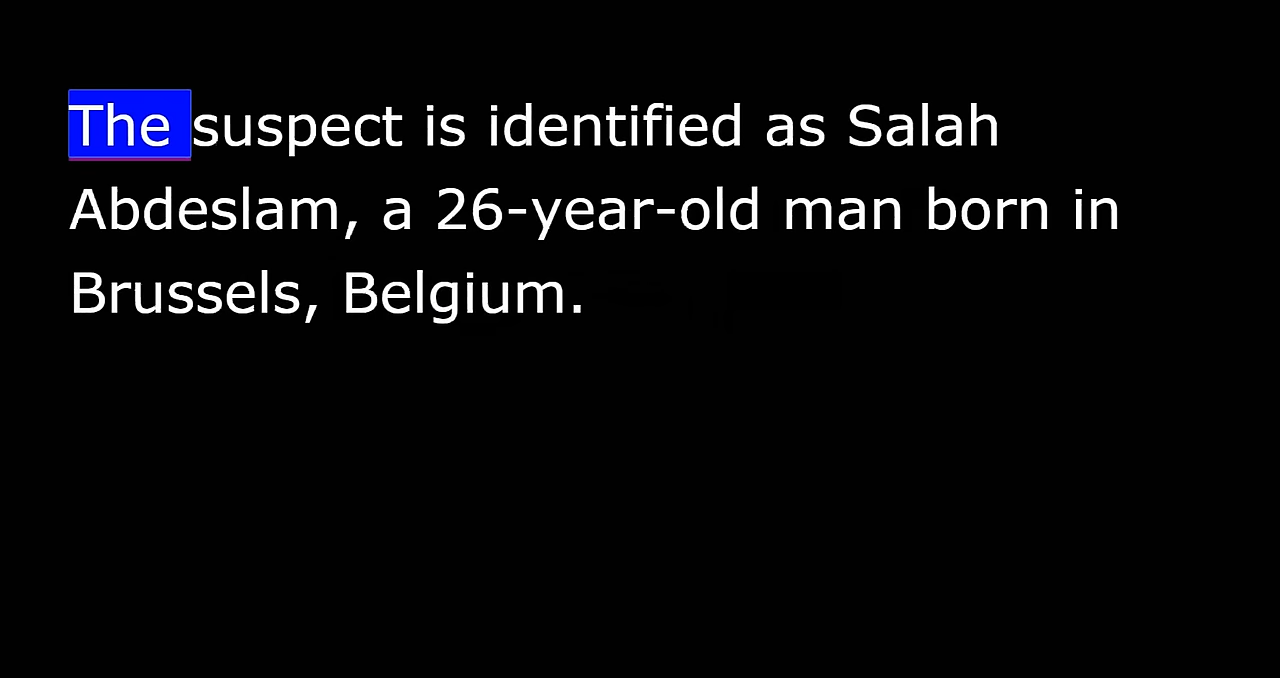 The suspect is identified as Salah
Abdeslam, a 26-year-old man born in
Brussels, Belgium.